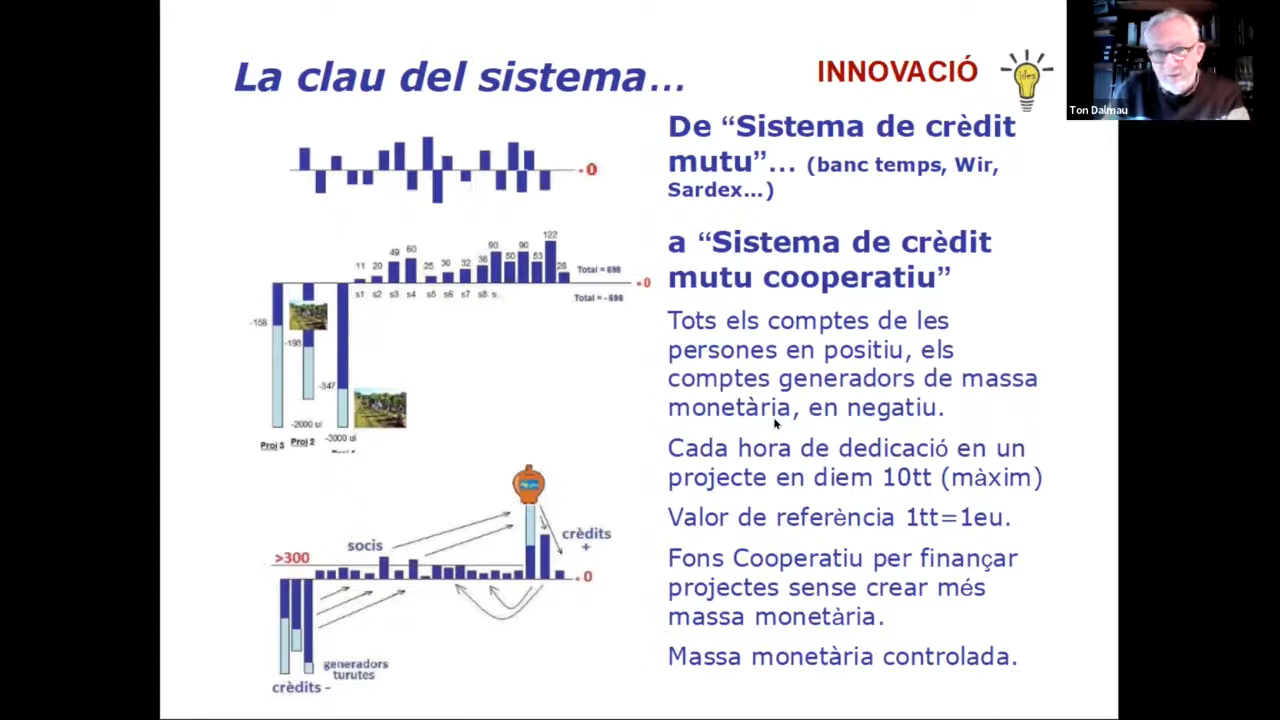 La clau del sistema...
INNOVACIÓ
idea
Ton Dalmau
De “Sistema de crèdit
mutu”... (banc temps, Wir,
Sardex...)
a “Sistema de crèdit
mutu cooperatiu”
Tots els comptes de les
persones en positiu, els
comptes generadors de massa
monetària, en negatiu.
Cada hora de dedicació en un
projecte en diem 10tt (màxim)
Valor de referència 1tt=1eu.
Fons Cooperatiu per finançar
projectes sense crear més
massa monetària.
Massa monetària controlada.
0
11 20 49 60 25 30 32 36 90 50 90 53 122 28
Total = 698
0
s1 s2 s3 s4 s5 s6 s7 s8 s...
Total = - 698
-158
-193
-347
-2000 ui
-3000 ui
Proj 3 Proj 2
socis
crèdits
+
>300
0
generadors
turutes
crèdits -